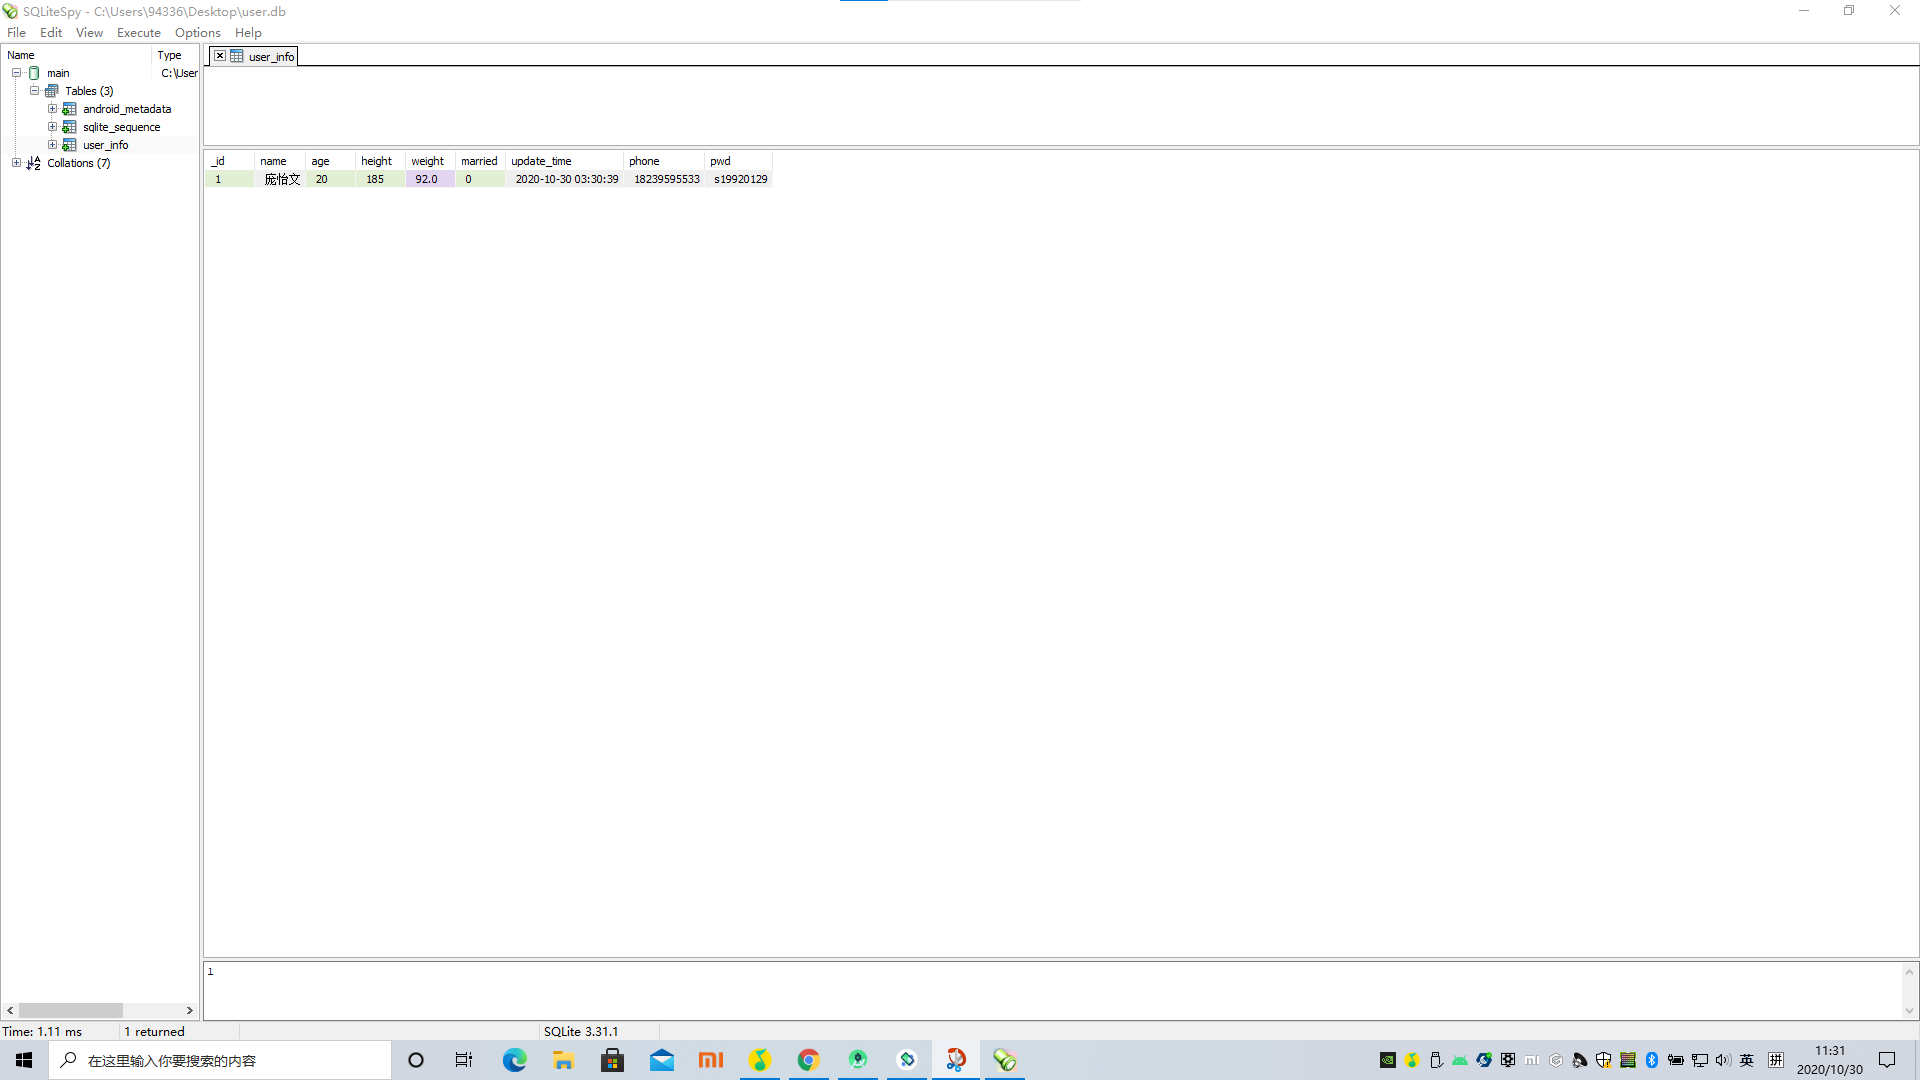 SQLiteSpy - C:\Users\94336\Desktop\user.db
File Edit View Execute Options Help
Name Type
main C:\User
Tables (3)
android_metadata
sqlite_sequence
user_info
Collations (7)
user_info
_id name age height weight married update_time phone pwd
1 庞怡文 20 185 92.0 0 2020-10-30 03:30:39 18239595533 s19920129
1
Time: 1.11 ms 1 returned SQLite 3.31.1
在这里输入你要搜索的内容
英 拼
11:31
2020/10/30